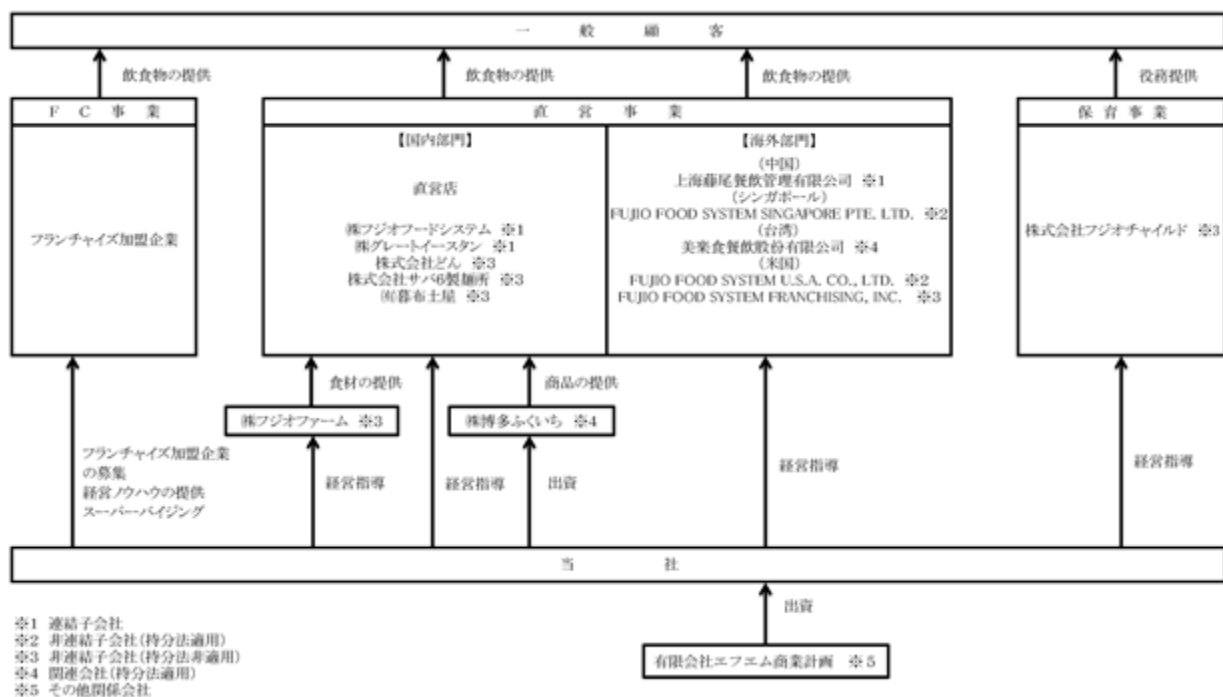 一般顧客
飲食物の提供
飲食物の提供
飲食物の提供
役務提供
FC事業
直営事業
保育事業
フランチャイズ加盟企業
【国内部門】
直営店
㈱フジオフードシステム ※1
㈱グレートイースタン ※1
株式会社どん ※3
株式会社サバ6製麺所 ※3
㈲暮布土屋 ※3
【海外部門】
(中国)
上海藤尾餐飲管理有限公司 ※1
(シンガポール)
FUJIO FOOD SYSTEM SINGAPORE PTE. LTD. ※2
(台湾)
美楽食餐飲股份有限公司 ※4
(米国)
FUJIO FOOD SYSTEM U.S.A. CO., LTD. ※2
FUJIO FOOD SYSTEM FRANCHISING, INC. ※3
株式会社フジオチャイルド ※3
食材の提供
商品の提供
㈱フジオファーム ※3
㈱博多ふくいち ※4
フランチャイズ加盟企業
の募集
経営ノウハウの提供
スーパーバイジング
経営指導
経営指導
出資
経営指導
経営指導
当社
出資
有限会社エフエム商業計画 ※5
※1 連結子会社
※2 非連結子会社(持分法適用)
※3 非連結子会社(持分法非適用)
※4 関連会社(持分法適用)
※5 その他関係会社